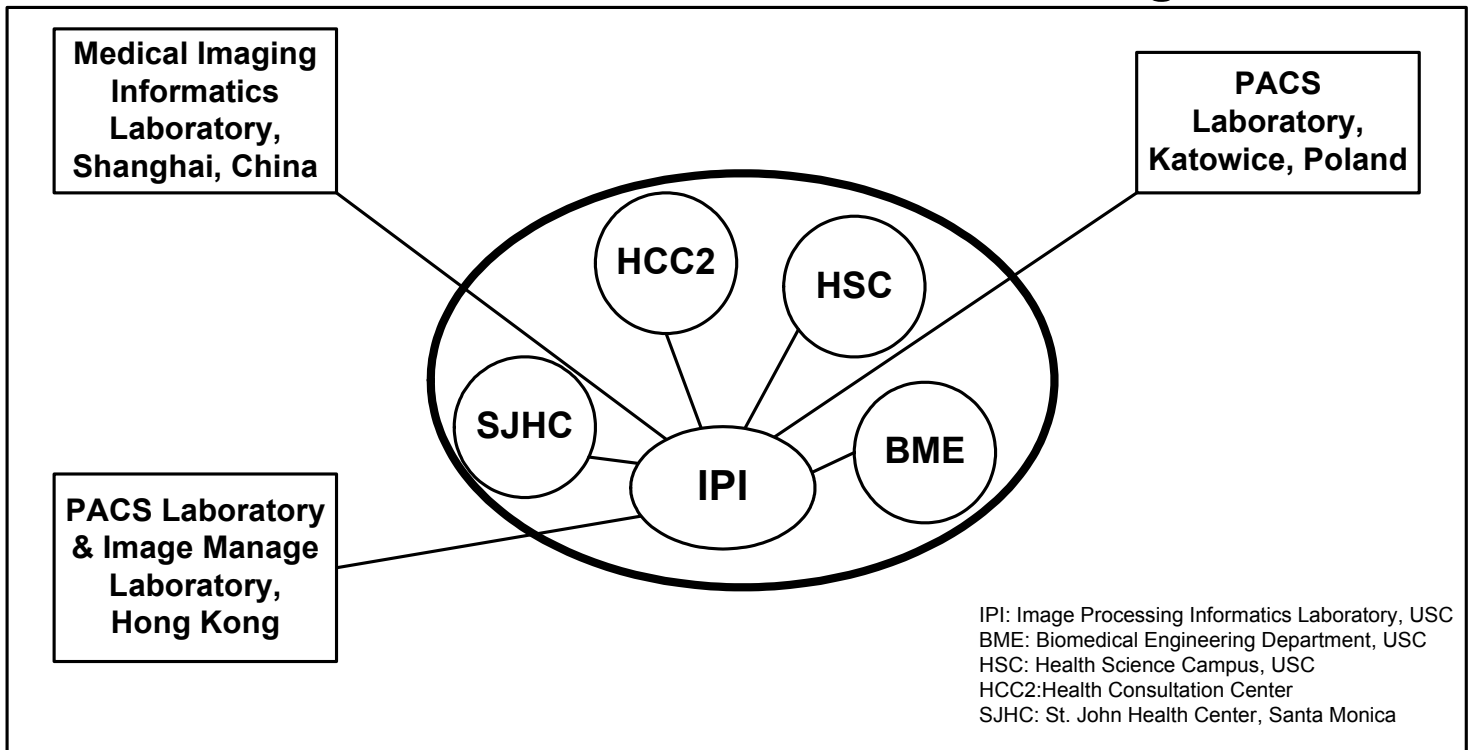 Medical Imaging
Informatics
Laboratory,
Shanghai, China
PACS
Laboratory,
Katowice, Poland
HCC2
HSC
SJHC
BME
IPI
PACS Laboratory
& Image Manage
Laboratory,
Hong Kong
IPI: Image Processing Informatics Laboratory, USC
BME: Biomedical Engineering Department, USC
HSC: Health Science Campus, USC
HCC2:Health Consultation Center
SJHC: St. John Health Center, Santa Monica